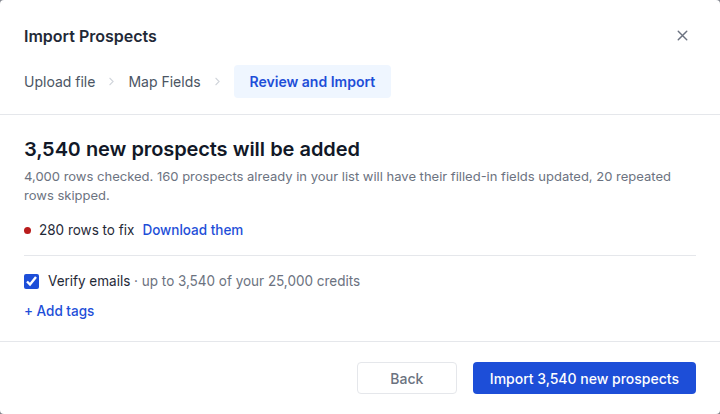 Import Prospects
Upload file
Map Fields
Review and Import
3,540 new prospects will be added
4,000 rows checked. 160 prospects already in your list will have their filled-in fields updated, 20 repeated
rows skipped.
280 rows to fix Download them
Verify emails · up to 3,540 of your 25,000 credits
+ Add tags
Back
Import 3,540 new prospects